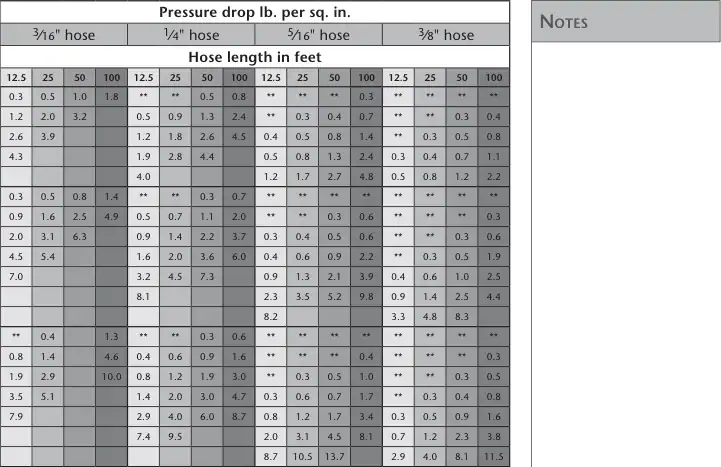 Pressure drop lb. per sq. in.
NOTES
3⁄16" hose 1⁄4" hose 5⁄16" hose 3⁄8" hose
Hose length in feet
12.5 25 50 100 12.5 25 50 100 12.5 25 50 100 12.5 25 50 100
0.3 0.5 1.0 1.8 ** ** 0.5 0.8 ** ** ** 0.3 ** ** ** **
1.2 2.0 3.2 0.5 0.9 1.3 2.4 ** 0.3 0.4 0.7 ** ** 0.3 0.4
2.6 3.9 1.2 1.8 2.6 4.5 0.4 0.5 0.8 1.4 ** 0.3 0.5 0.8
4.3 1.9 2.8 4.4 0.5 0.8 1.3 2.4 0.3 0.4 0.7 1.1
4.0 1.2 1.7 2.7 4.8 0.5 0.8 1.2 2.2
0.3 0.5 0.8 1.4 ** ** 0.3 0.7 ** ** ** ** ** ** ** **
0.9 1.6 2.5 4.9 0.5 0.7 1.1 2.0 ** ** 0.3 0.6 ** ** ** 0.3
2.0 3.1 6.3 0.9 1.4 2.2 3.7 0.3 0.4 0.5 0.6 ** ** 0.3 0.6
4.5 5.4 1.6 2.0 3.6 6.0 0.4 0.6 0.9 2.2 ** 0.3 0.5 1.9
7.0 3.2 4.5 7.3 0.9 1.3 2.1 3.9 0.4 0.6 1.0 2.5
8.1 2.3 3.5 5.2 9.8 0.9 1.4 2.5 4.4
8.2 3.3 4.8 8.3
** 0.4 1.3 ** ** 0.3 0.6 ** ** ** ** ** ** ** **
0.8 1.4 4.6 0.4 0.6 0.9 1.6 ** ** ** 0.4 ** ** ** 0.3
1.9 2.9 10.0 0.8 1.2 1.9 3.0 ** 0.3 0.5 1.0 ** ** 0.3 0.5
3.5 5.1 1.4 2.0 3.0 4.7 0.3 0.6 0.7 1.7 ** 0.3 0.4 0.8
7.9 2.9 4.0 6.0 8.7 0.8 1.2 1.7 3.4 0.3 0.5 0.9 1.6
7.4 9.5 2.0 3.1 4.5 8.1 0.7 1.2 2.3 3.8
8.7 10.5 13.7 2.9 4.0 8.1 11.5